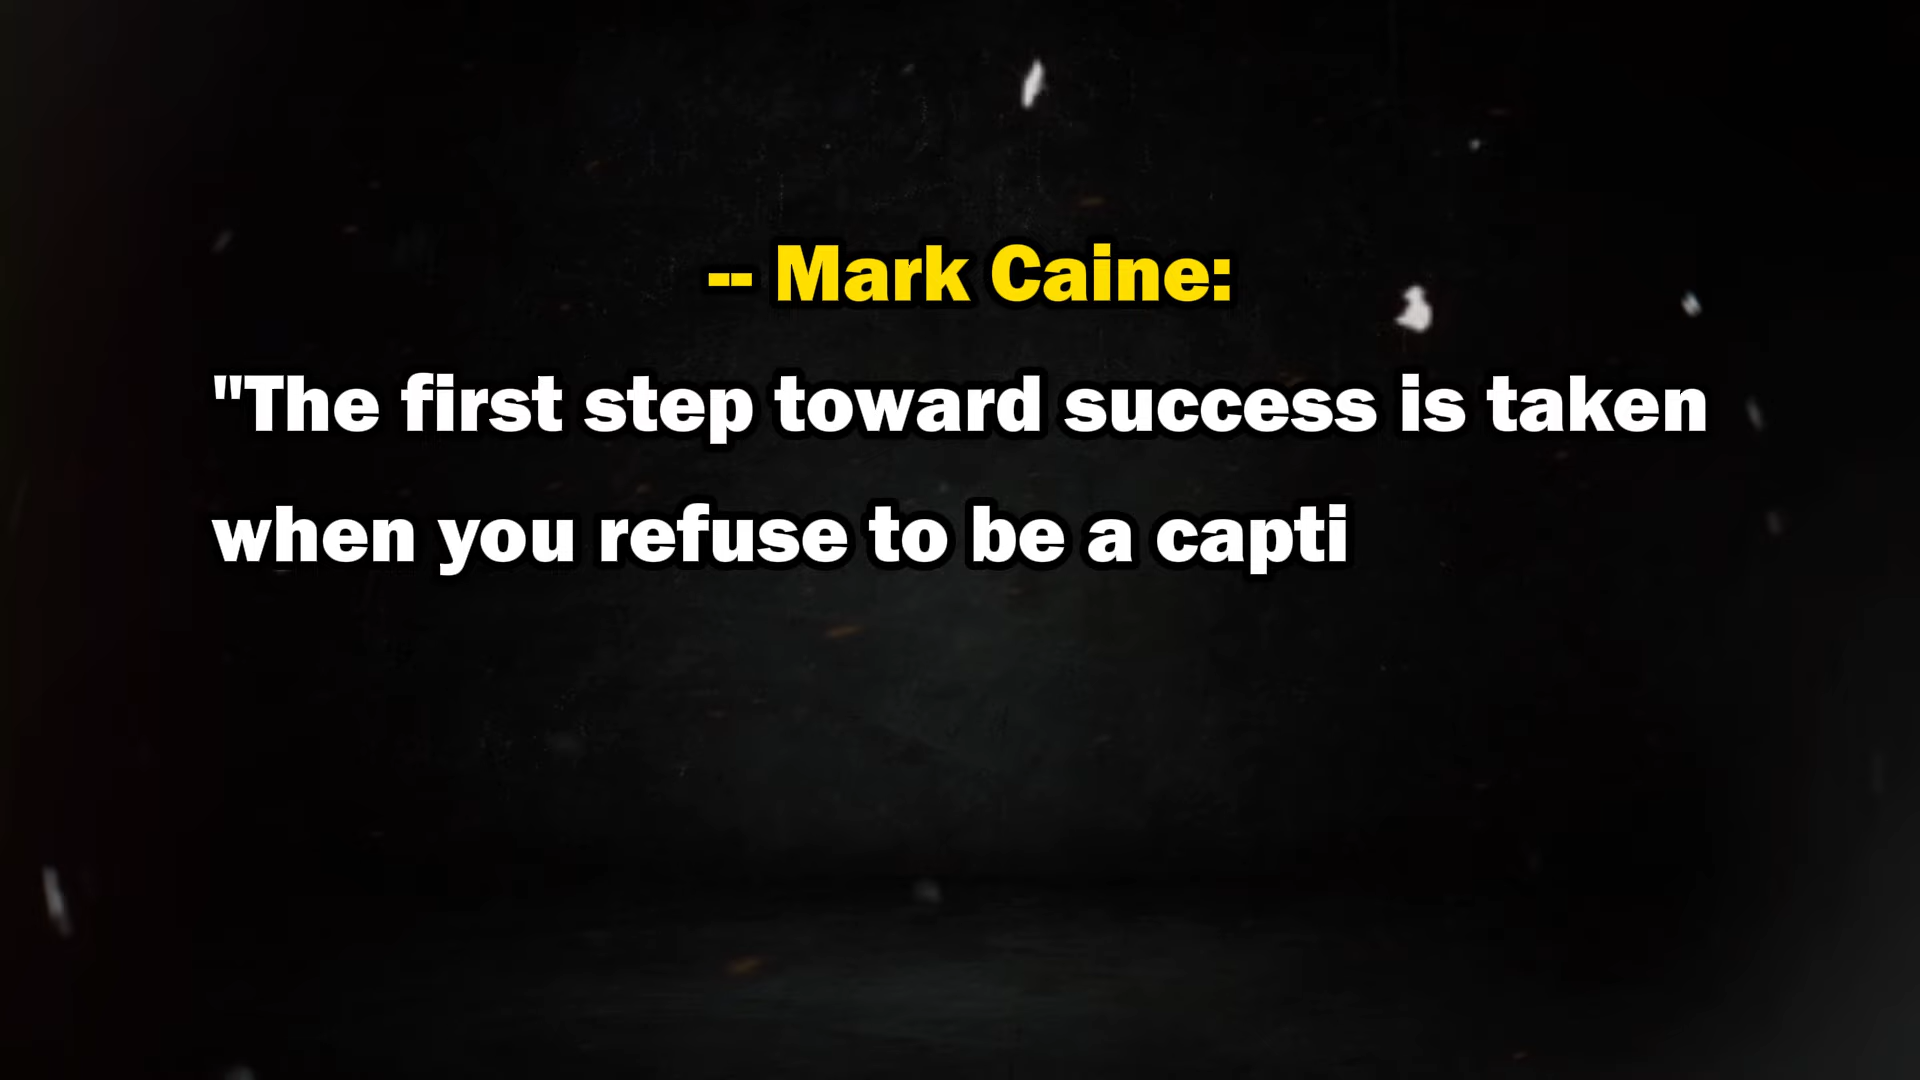 -- Mark Caine:
"The first step toward success is taken
when you refuse to be a capti